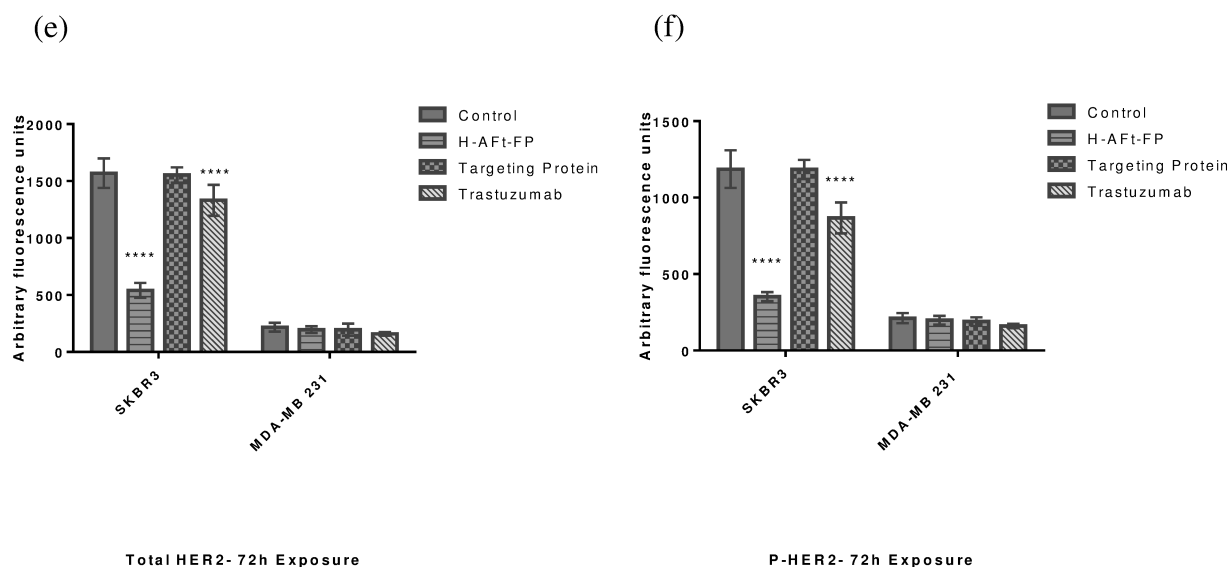 (e)
Arbitrary fluorescence units
2000
1500
1000
500
0
****
****
SKBR3
MDA-MB 231
Control
H-AFt-FP
Targeting Protein
Trastuzumab
Total HER2- 72h Exposure
(f)
Arbitrary fluorescence units
1500
1000
500
0
****
****
SKBR3
MDA-MB 231
Control
H-AFt-FP
Targeting Protein
Trastuzumab
P-HER2- 72h Exposure